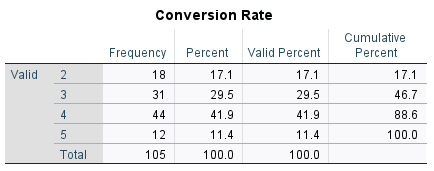 Conversion Rate
Frequency Percent Valid Percent Cumulative Percent
Valid 2 18 17.1 17.1 17.1
3 31 29.5 29.5 46.7
4 44 41.9 41.9 88.6
5 12 11.4 11.4 100.0
Total 105 100.0 100.0